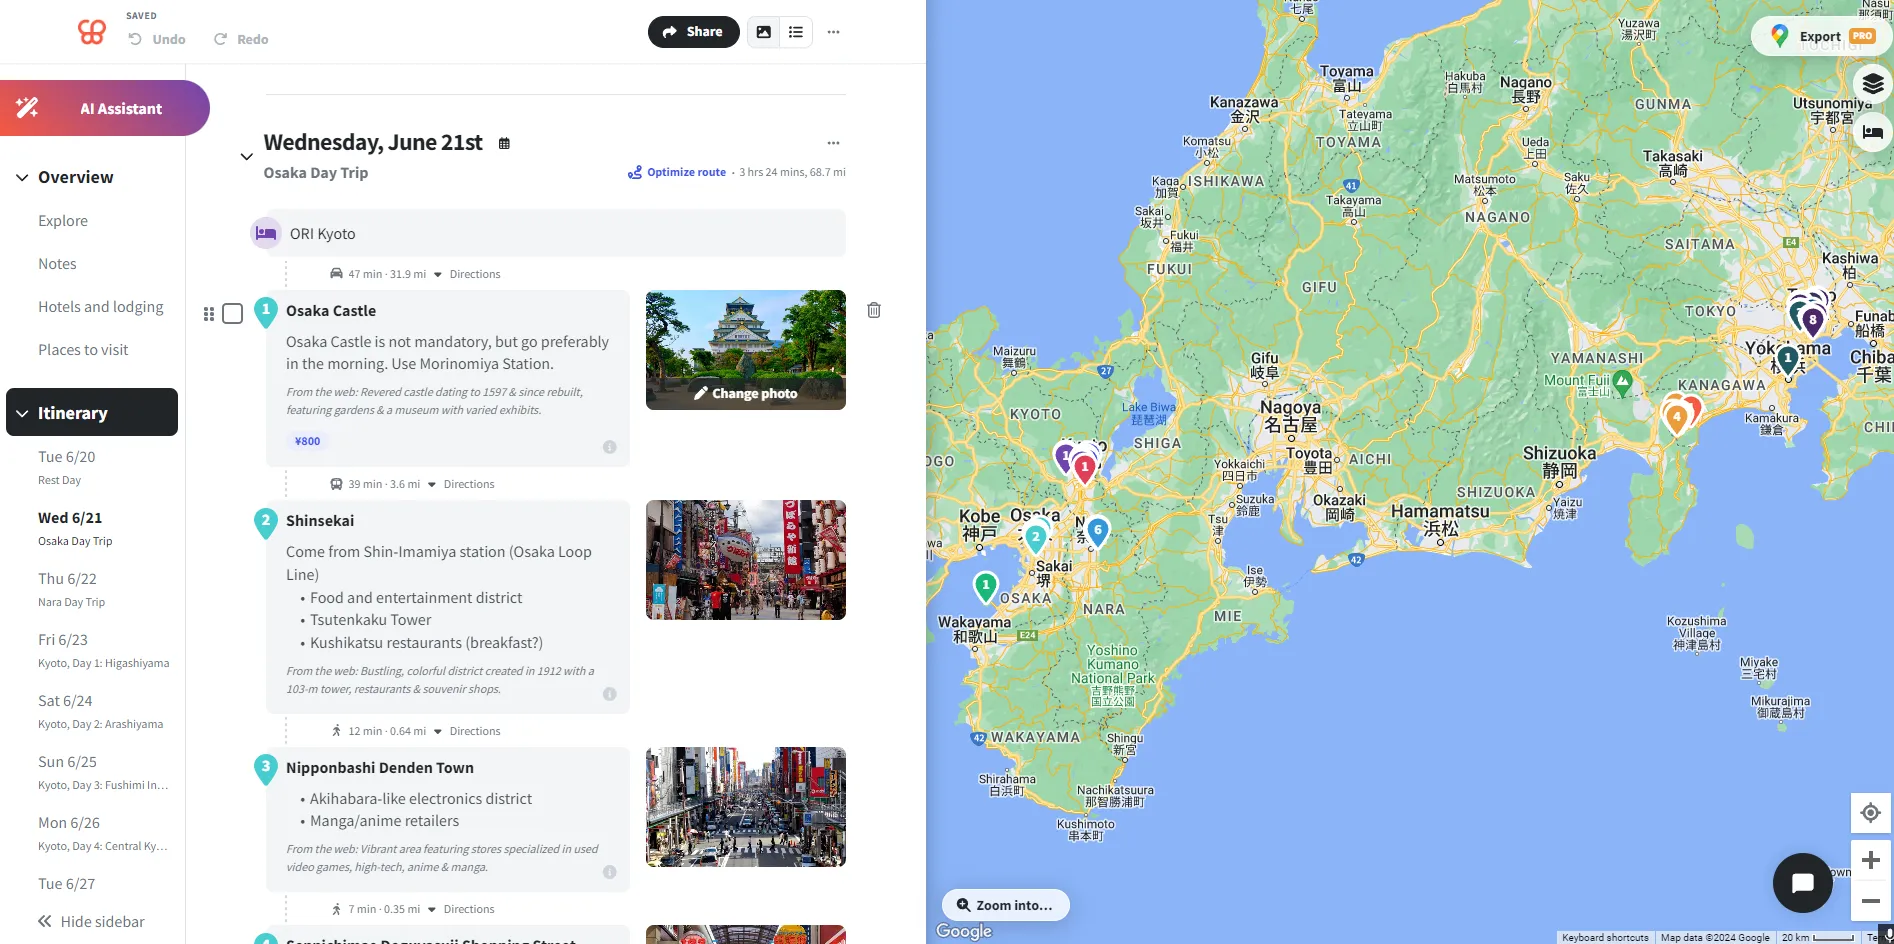 SAVED
Undo
Redo
Share
AI Assistant
Overview
Explore
Notes
Hotels and lodging
Places to visit
Itinerary
Tue 6/20
Rest Day
Wed 6/21
Osaka Day Trip
Thu 6/22
Nara Day Trip
Fri 6/23
Kyoto, Day 1: Higashiyama
Sat 6/24
Kyoto, Day 2: Arashiyama
Sun 6/25
Kyoto, Day 3: Fushimi In...
Mon 6/26
Kyoto, Day 4: Central Ky...
Tue 6/27
Hide sidebar
Wednesday, June 21st
Osaka Day Trip
Optimize route · 3 hrs 24 mins, 68.7 mi
ORI Kyoto
47 min · 31.9 mi Directions
1
Osaka Castle
Osaka Castle is not mandatory, but go preferably
in the morning. Use Morinomiya Station.
From the web: Revered castle dating to 1597 & since rebuilt,
featuring gardens & a museum with varied exhibits.
¥800
Change photo
39 min · 3.6 mi Directions
2
Shinsekai
Come from Shin-Imamiya station (Osaka Loop
Line)
• Food and entertainment district
• Tsutenkaku Tower
• Kushikatsu restaurants (breakfast?)
From the web: Bustling, colorful district created in 1912 with a
103-m tower, restaurants & souvenir shops.
12 min · 0.64 mi Directions
3
Nipponbashi Denden Town
• Akihabara-like electronics district
• Manga/anime retailers
From the web: Vibrant area featuring stores specialized in used
video games, high-tech, anime & manga.
7 min · 0.35 mi Directions
4
七尾
Yuzawa
湯沢町
Nasu
Export PRO
Toyama
富山
Hakuba
白馬村
Nagano
長野
GUNMA
Utsunomiya
宇都宮
Kanazawa
金沢
Tateyama
立山町
TOYAMA
Komatsu
小松
Ueda
上田
Takasaki
高崎
Kaga
加賀
ISHIKAWA
41
Matsumoto
松本
Saku
佐久
Takayama
高山
Sakai
坂井
NAGANO
Fukui
福井
SAITAMA
E4
Kashiwa
柏
FUKUI
GIFU
TOKYO
8
Funab
船橋
Maizuru
舞鶴
27
Gifu
岐阜
YAMANASHI
Mount Fuji
富士山
1
Chiba
千葉
KANAGAWA
KYOTO
Lake Biwa
琵琶湖
Nagoya
名古屋
4
Kamakura
鎌倉
SHIGA
Toyota
豊田
AICHI
Shizuoka
静岡
1
1
Yokkaichi
四日市
SHIZUOKA
Suzuka
鈴鹿
Okazaki
岡崎
Hamamatsu
浜松
Yaizu
焼津
Kobe
神戸
Osaka
2
6
Tsu
津
42
Sakai
堺
Ise
伊勢
1
OSAKA
NARA
MIE
Wakayama
和歌山
E24
Kozushima
Village
神津島村
Yoshino
Kumano
National Park
吉野熊野
国立公園
Miyake
三宅村
Mikurajima
御蔵島村
42
WAKAYAMA
Shingu
新宮
Shirahama
白浜町
Nachikatsuura
那智勝浦町
Kushimoto
串本町
Zoom into...
Google
Keyboard shortcuts
Map data ©2024 Google
20 km